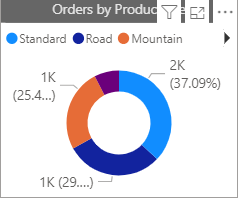 Orders by Produc
Standard Road Mountain
2K
(37.09%)
1K
(25.4...)
1K (29....)